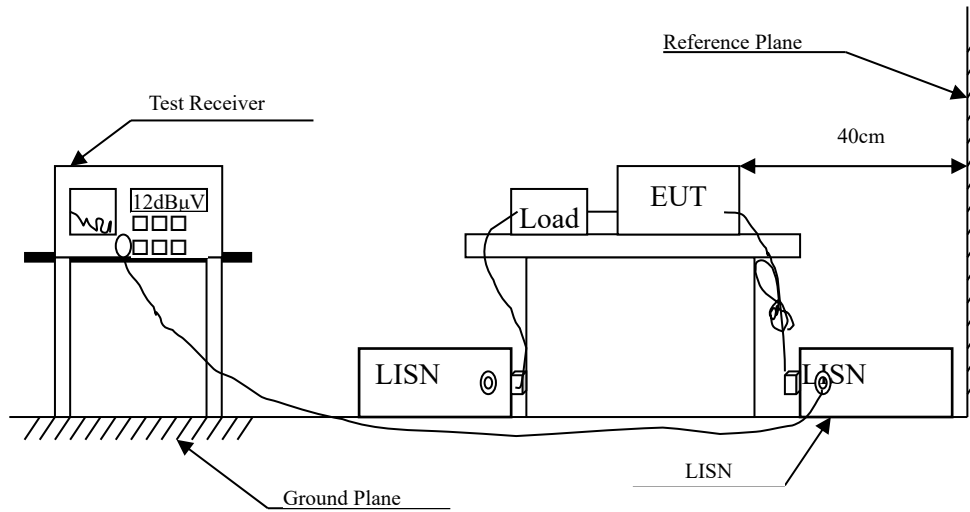 Reference Plane
Test Receiver
40cm
12dBµV
EUT
Load
LISN
LISN
LISN
Ground Plane